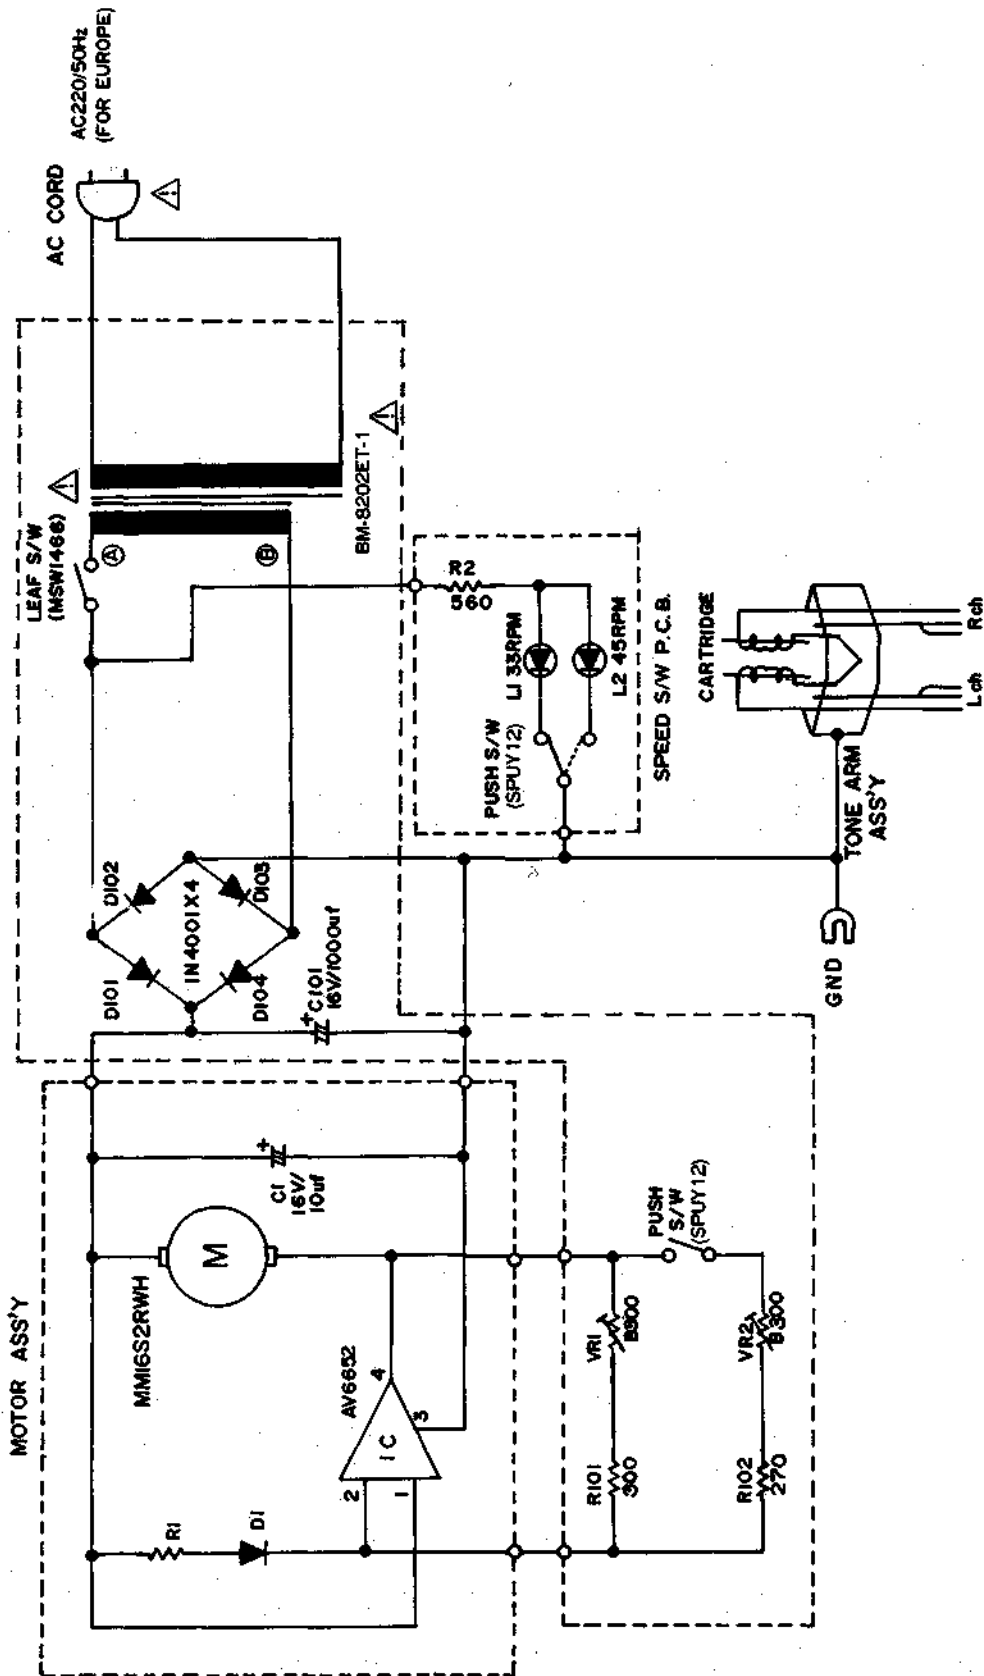 MOTOR ASS'Y
MM16S2RWH
M
R1
D1
AV6652
IC
1
2
3
4
C1
16V/
10uf
+
D101
D102
D103
D104
1N4001X4
+
C101
16V/1000uf
LEAF S/W
(MSW1466)
A
B
BM-8202ET-1
AC CORD
AC220/50Hz
(FOR EUROPE)
R2
560
L1 33RPM
L2 45RPM
PUSH S/W
(SPUY12)
SPEED S/W P.C.B.
CARTRIDGE
Lch
Rch
TONE ARM
ASS'Y
GND
PUSH
S/W
(SPUY12)
VR1
B300
R101
300
VR2
B300
R102
270